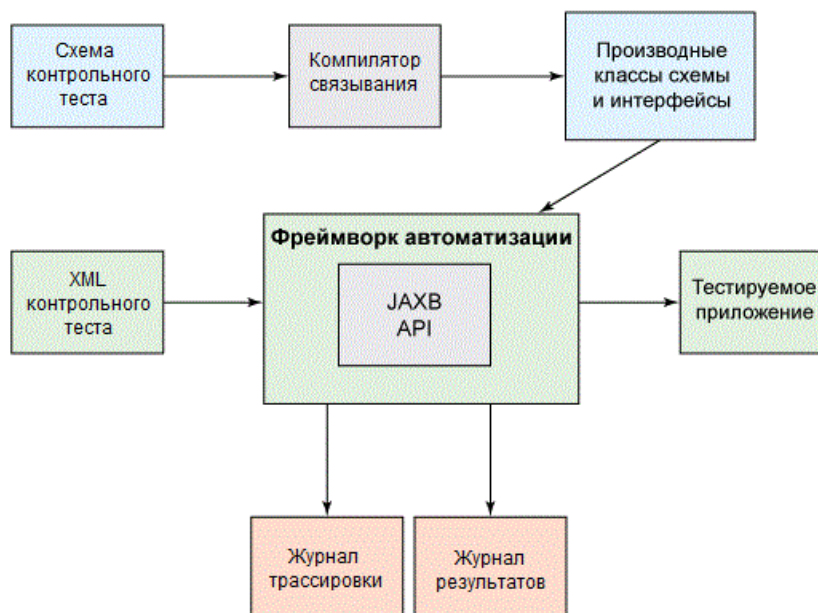 Схема
контрольного
теста
Компилятор
связывания
Производные
классы схемы
и интерфейсы
Фреймворк автоматизации
JAXB
API
XML
контрольного
теста
Тестируемое
приложение
Журнал
трассировки
Журнал
результатов